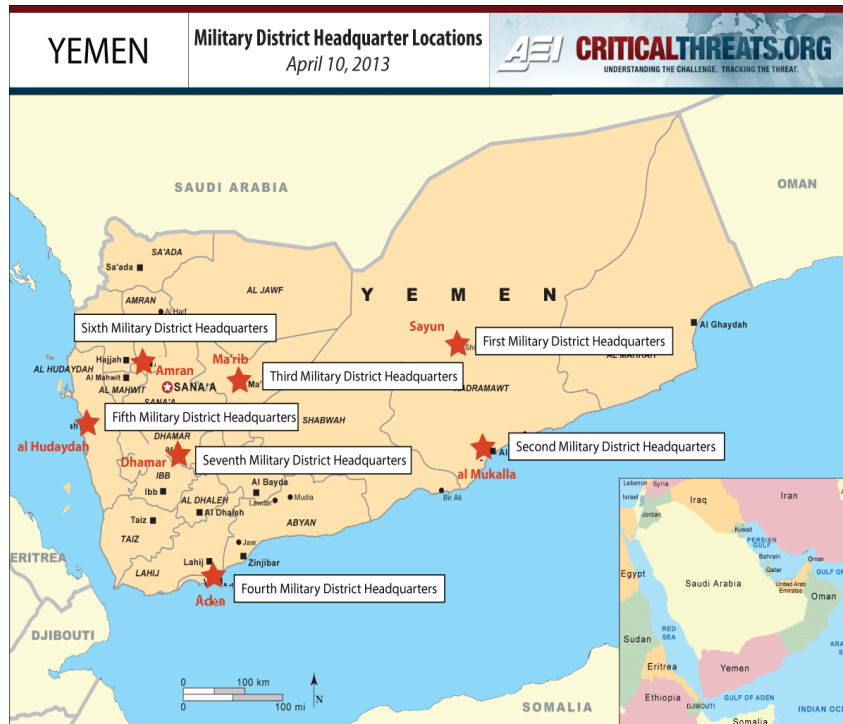 YEMEN
Military District Headquarter Locations
April 10, 2013
AEI CRITICALTHREATS.ORG
UNDERSTANDING THE CHALLENGE. TRACKING THE THREAT.
SAUDI ARABIA
OMAN
SA'ADA
Sa'ada
AL JAWF
AMRAN
Al Harf
YEMEN
Sixth Military District Headquarters
Sayun
First Military District Headquarters
Al Ghaydah
AL MAHRAH
Hajjah
Amran
Ma'rib
AL HUDAYDAH
Al Mahwit
AL MAHWIT
SANA'A
SANA'A
Third Military District Headquarters
HADRAMAWT
Fifth Military District Headquarters
SHABWAH
al Hudaydah
DHAMAR
Dhamar
Seventh Military District Headquarters
Second Military District Headquarters
al Mukalla
IBB
Ibb
Al Bayda
Lawdar
Mudia
Bir Ali
AL DHALEH
Al Dhaleh
ABYAN
Taiz
TAIZ
Jaar
Lahij
Zinjibar
LAHIJ
Aden
Fourth Military District Headquarters
ERITREA
DJIBOUTI
SOMALIA
0 100 km
0 100 mi
N
Lebanon
Syria
Israel
Iraq
Iran
Jordan
Kuwait
PERSIAN GULF
Bahrain
Qatar
Oman
GULF OF
Egypt
Saudi Arabia
United Arab Emirates
Oman
RED SEA
Sudan
Eritrea
Yemen
Ethiopia
DJIBOUTI
GULF OF ADEN
Somalia
INDIAN OC